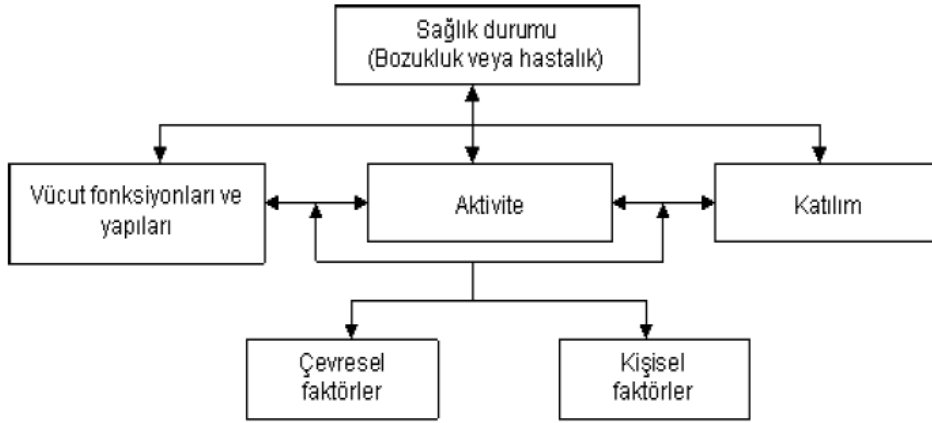 Sağlık durumu
(Bozukluk veya hastalık)
Vücut fonksiyonları ve
yapıları
Aktivite
Katılım
Çevresel
faktörler
Kişisel
faktörler